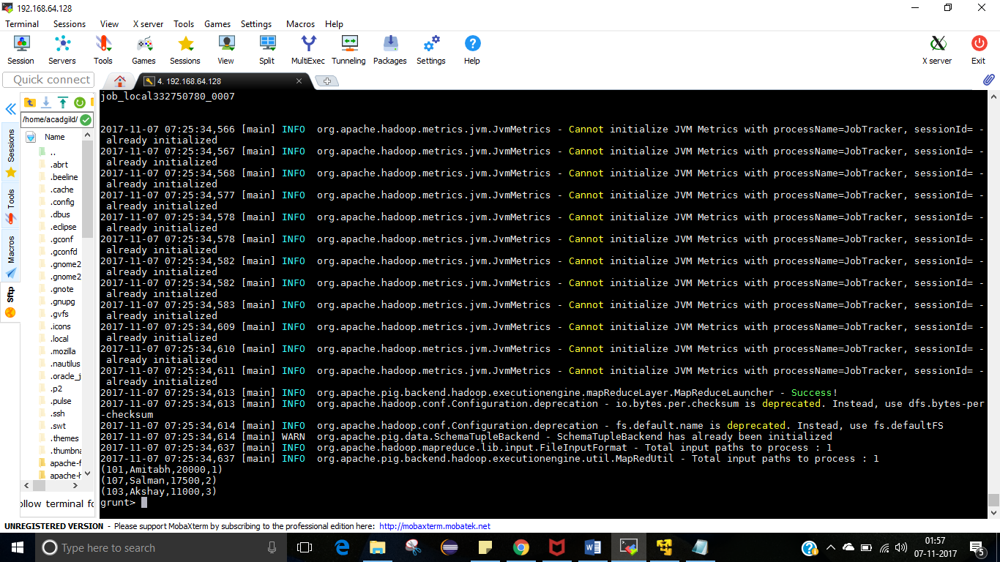 192.168.64.128
Terminal Sessions View X server Tools Games Settings Macros Help
Session Servers Tools Games Sessions View Split MultiExec Tunneling Packages Settings Help X server Exit
Quick connect
4. 192.168.64.128
/home/acadgild/
Name
..
.abrt
.beeline
.cache
.config
.dbus
.eclipse
.gconf
.gconfd
.gnome2
.gnome2
.gnote
.gnupg
.gvfs
.icons
.local
.mozilla
.nautilus
.oracle_j
.p2
.pulse
.ssh
.swt
.themes
.thumbna
apache-f
apache-h
ollow terminal fo
Sessions
Tools
Macros
Sftp
job_local332750780_0007
2017-11-07 07:25:34,566 [main] INFO  org.apache.hadoop.metrics.jvm.JvmMetrics - Cannot initialize JVM Metrics with processName=JobTracker, sessionId= -
already initialized
2017-11-07 07:25:34,567 [main] INFO  org.apache.hadoop.metrics.jvm.JvmMetrics - Cannot initialize JVM Metrics with processName=JobTracker, sessionId= -
already initialized
2017-11-07 07:25:34,568 [main] INFO  org.apache.hadoop.metrics.jvm.JvmMetrics - Cannot initialize JVM Metrics with processName=JobTracker, sessionId= -
already initialized
2017-11-07 07:25:34,577 [main] INFO  org.apache.hadoop.metrics.jvm.JvmMetrics - Cannot initialize JVM Metrics with processName=JobTracker, sessionId= -
already initialized
2017-11-07 07:25:34,578 [main] INFO  org.apache.hadoop.metrics.jvm.JvmMetrics - Cannot initialize JVM Metrics with processName=JobTracker, sessionId= -
already initialized
2017-11-07 07:25:34,578 [main] INFO  org.apache.hadoop.metrics.jvm.JvmMetrics - Cannot initialize JVM Metrics with processName=JobTracker, sessionId= -
already initialized
2017-11-07 07:25:34,582 [main] INFO  org.apache.hadoop.metrics.jvm.JvmMetrics - Cannot initialize JVM Metrics with processName=JobTracker, sessionId= -
already initialized
2017-11-07 07:25:34,582 [main] INFO  org.apache.hadoop.metrics.jvm.JvmMetrics - Cannot initialize JVM Metrics with processName=JobTracker, sessionId= -
already initialized
2017-11-07 07:25:34,583 [main] INFO  org.apache.hadoop.metrics.jvm.JvmMetrics - Cannot initialize JVM Metrics with processName=JobTracker, sessionId= -
already initialized
2017-11-07 07:25:34,609 [main] INFO  org.apache.hadoop.metrics.jvm.JvmMetrics - Cannot initialize JVM Metrics with processName=JobTracker, sessionId= -
already initialized
2017-11-07 07:25:34,610 [main] INFO  org.apache.hadoop.metrics.jvm.JvmMetrics - Cannot initialize JVM Metrics with processName=JobTracker, sessionId= -
already initialized
2017-11-07 07:25:34,611 [main] INFO  org.apache.hadoop.metrics.jvm.JvmMetrics - Cannot initialize JVM Metrics with processName=JobTracker, sessionId= -
already initialized
2017-11-07 07:25:34,613 [main] INFO  org.apache.pig.backend.hadoop.executionengine.mapReduceLayer.MapReduceLauncher - Success!
2017-11-07 07:25:34,613 [main] INFO  org.apache.hadoop.conf.Configuration.deprecation - io.bytes.per.checksum is deprecated. Instead, use dfs.bytes-per
-checksum
2017-11-07 07:25:34,614 [main] INFO  org.apache.hadoop.conf.Configuration.deprecation - fs.default.name is deprecated. Instead, use fs.defaultFS
2017-11-07 07:25:34,614 [main] WARN  org.apache.pig.data.SchemaTupleBackend - SchemaTupleBackend has already been initialized
2017-11-07 07:25:34,637 [main] INFO  org.apache.hadoop.mapreduce.lib.input.FileInputFormat - Total input paths to process : 1
2017-11-07 07:25:34,637 [main] INFO  org.apache.pig.backend.hadoop.executionengine.util.MapRedUtil - Total input paths to process : 1
(101,Amitabh,20000,1)
(107,Salman,17500,2)
(103,Akshay,11000,3)
grunt>
UNREGISTERED VERSION - Please support MobaXterm by subscribing to the professional edition here: http://mobaxterm.mobatek.net
Type here to search
01:57
07-11-2017
5